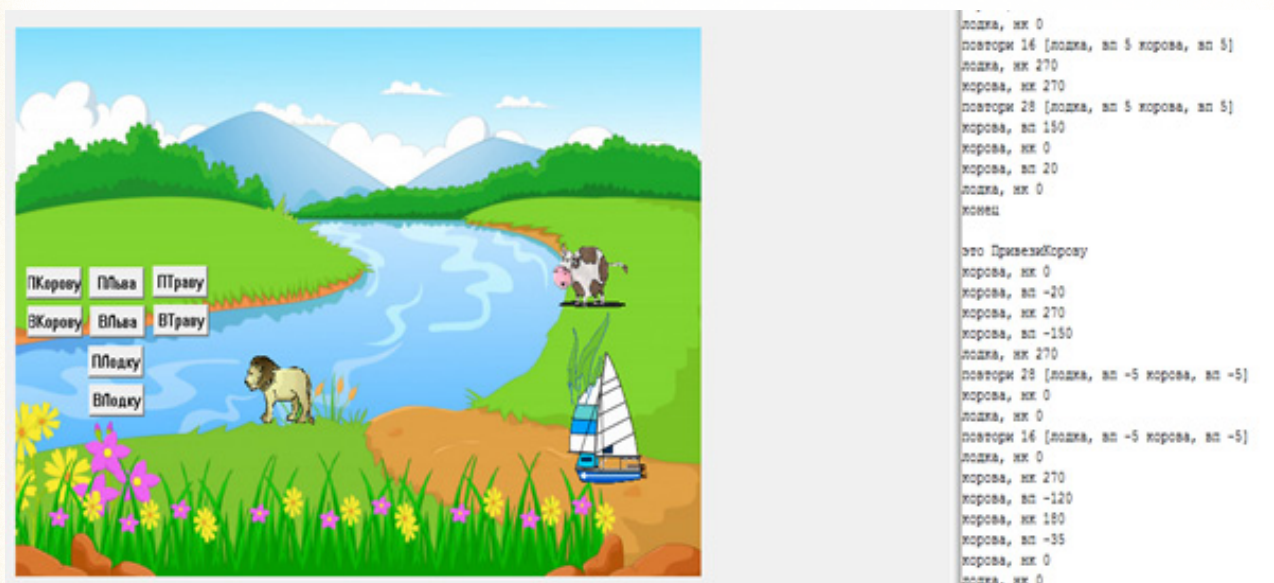 ПКорову ПЛьва ПТраву
ВКорову ВЛьва ВТраву
ПЛодку
ВЛодку
лодка, нк 0
повтори 16 [лодка, вп 5 корова, вп 5]
лодка, нк 270
корова, нк 270
повтори 28 [лодка, вп 5 корова, вп 5]
корова, вп 150
корова, нк 0
корова, вп 20
лодка, нк 0
конец
это ПривезиКорову
корова, нк 0
корова, вп -20
корова, нк 270
корова, вп -150
лодка, нк 270
повтори 28 [лодка, вп -5 корова, вп -5]
корова, нк 0
лодка, нк 0
повтори 16 [лодка, вп -5 корова, вп -5]
лодка, нк 0
корова, нк 270
корова, вп -120
корова, нк 180
корова, вп -35
корова, нк 0
лодка, нк 0